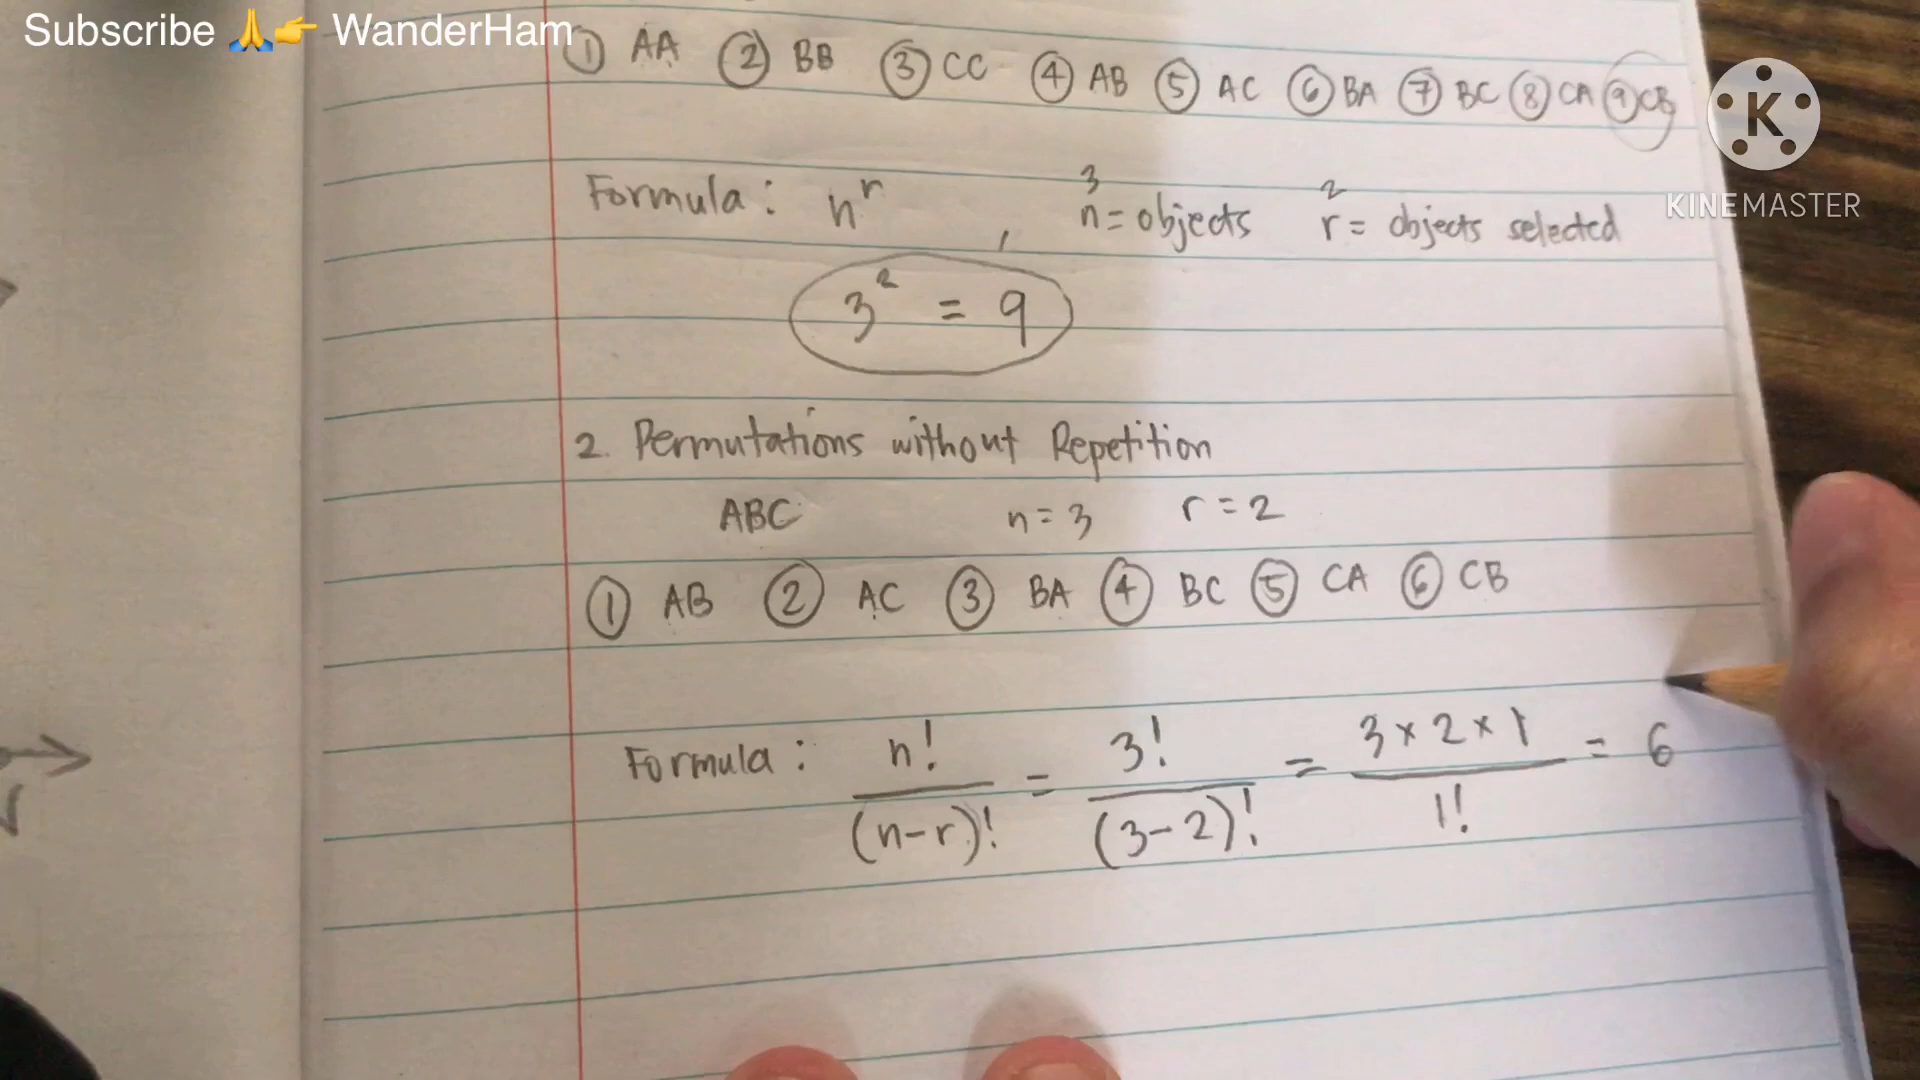 Subscribe 🙏👉 WanderHam
① AA ② BB ③ CC ④ AB ⑤ AC ⑥ BA ⑦ BC ⑧ CA ⑨ CB
K
KINEMASTER
3 2
Formula: nʳ , n = objects r = objects selected
3² = 9
2. Permutations without Repetition
ABC n = 3 r = 2
① AB ② AC ③ BA ④ BC ⑤ CA ⑥ CB
Formula: n! / (n-r)! = 3! / (3-2)! = 3 × 2 × 1 / 1! = 6